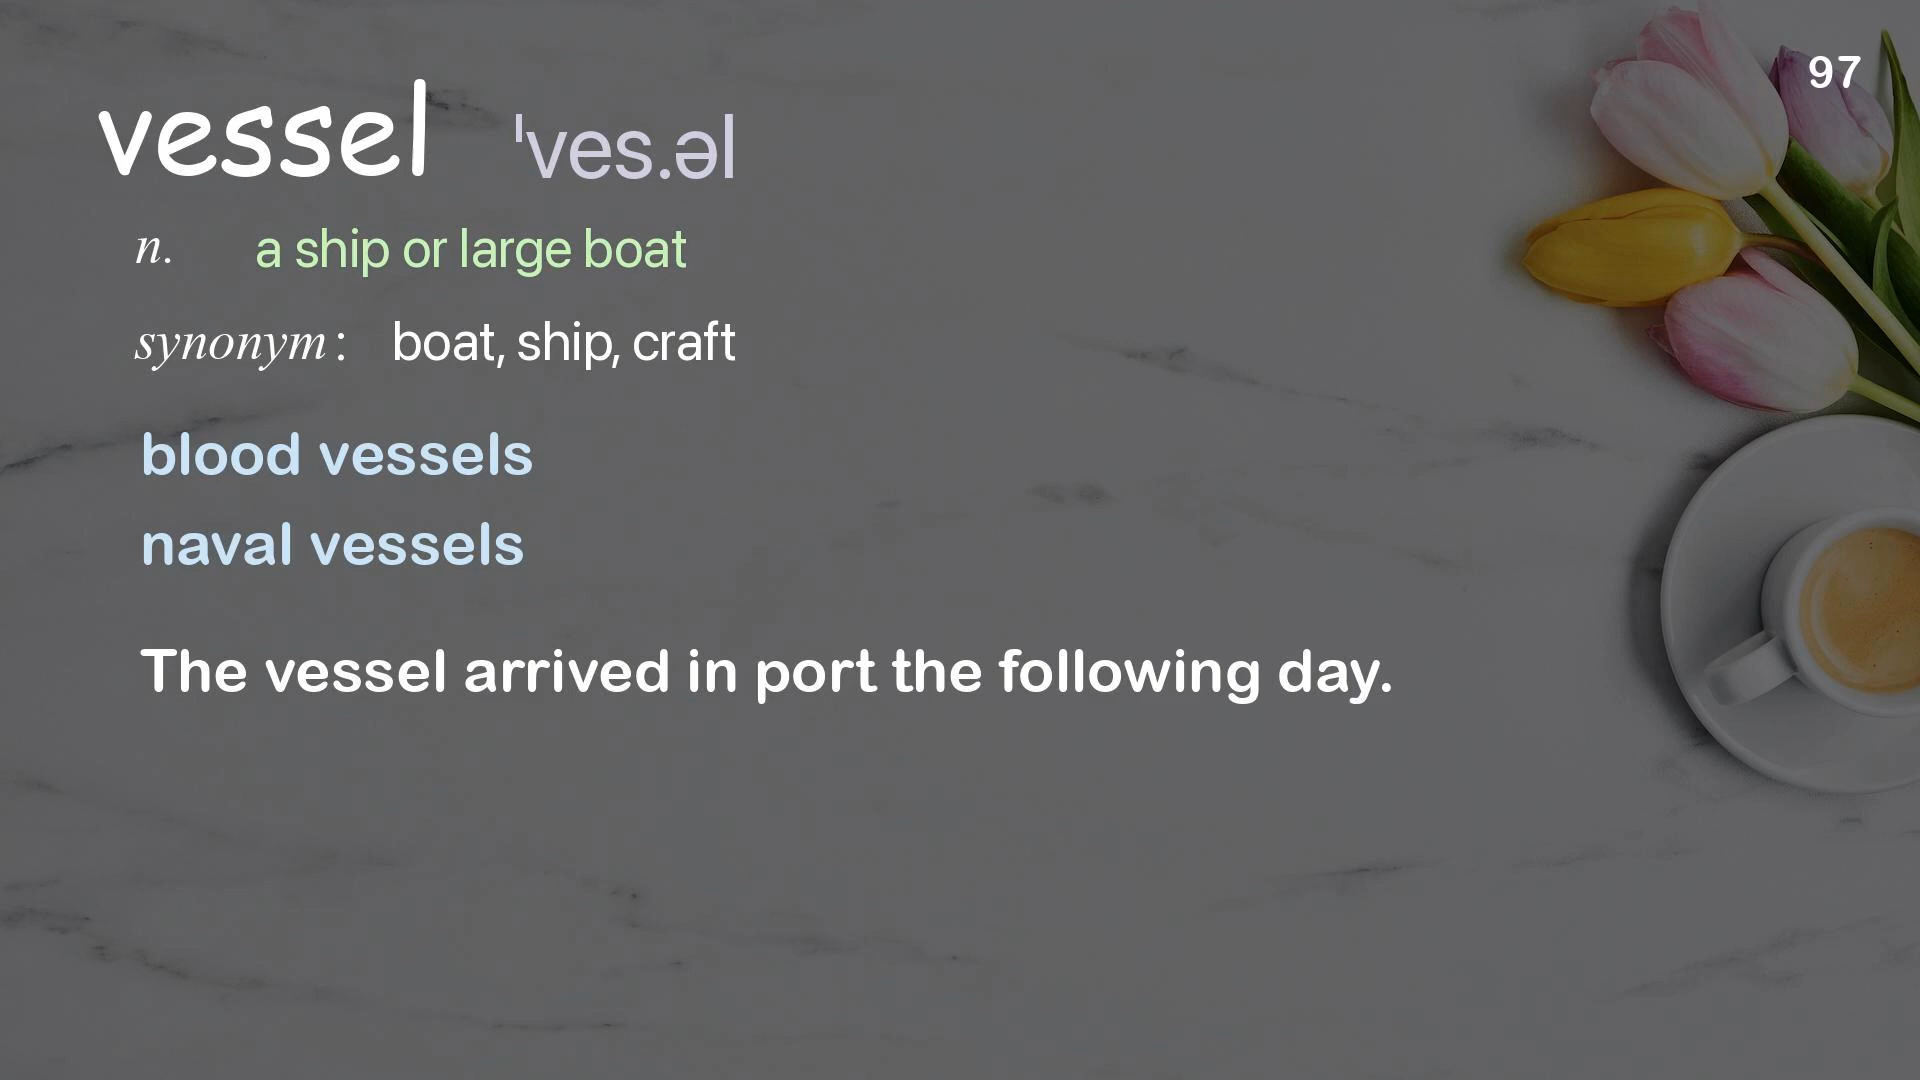 97
vessel ˈves.əl
n. a ship or large boat
synonym: boat, ship, craft
blood vessels
naval vessels
The vessel arrived in port the following day.